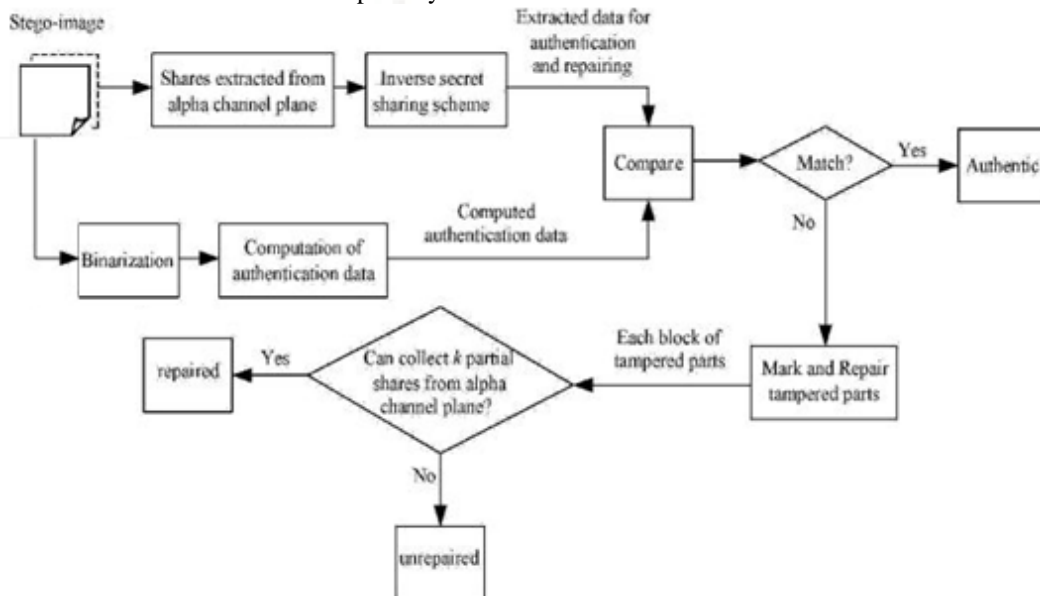 Stego-image
Extracted data for
authentication
and repairing
Shares extracted from
alpha channel plane
Inverse secret
sharing scheme
Compare
Match?
Yes
Authentic
No
Computed
authentication data
Binarization
Computation of
authentication data
Each block of
tampered parts
Mark and Repair
tampered parts
Can collect k partial
shares from alpha
channel plane?
Yes
repaired
No
unrepaired